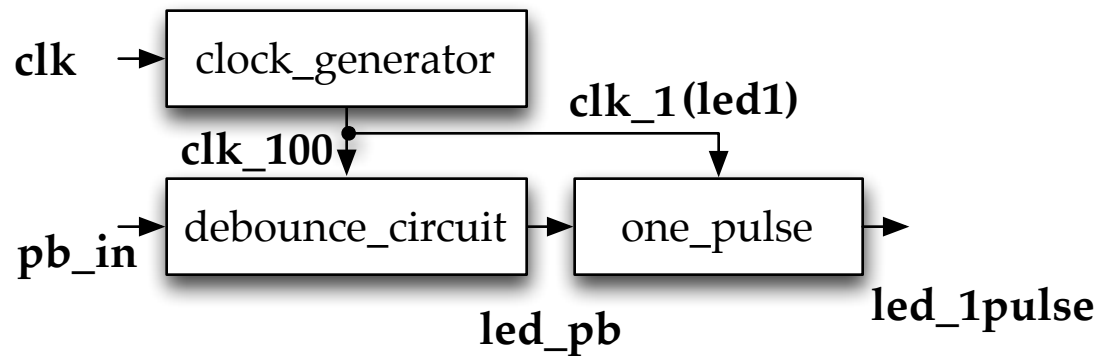 clk
clock_generator
clk_1 (led1)
clk_100
pb_in
debounce_circuit
one_pulse
led_pb
led_1pulse